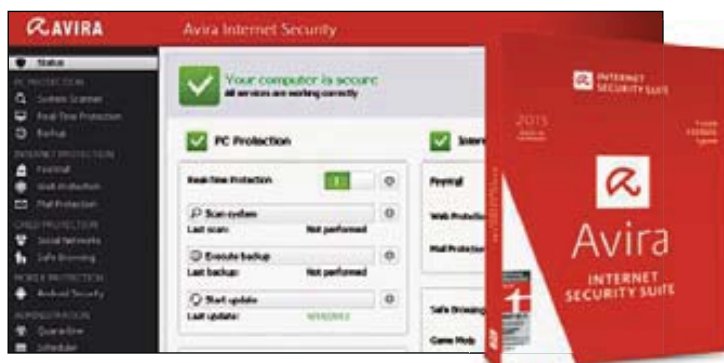 AVIRA
Avira Internet Security
Status
PC PROTECTION
System Scanner
Real-Time Protection
Backup
INTERNET PROTECTION
Firewall
Web Protection
Mail Protection
CHILD PROTECTION
Social Networks
Safe Browsing
MOBILE PROTECTION
Android Security
ADMINISTRATION
Quarantine
Scheduler
Your computer is secure
All services are working correctly
PC Protection
Real-Time Protection
Scan system
Last scan: Not performed
Execute backup
Last backup: Not performed
Start update
Last update:
Inter
Firewall
Web Protectio
Mail Protectio
Safe Browsing
Game Mode
INTERNET
SECURITY SUITE
2013
Avira
INTERNET
SECURITY SUITE